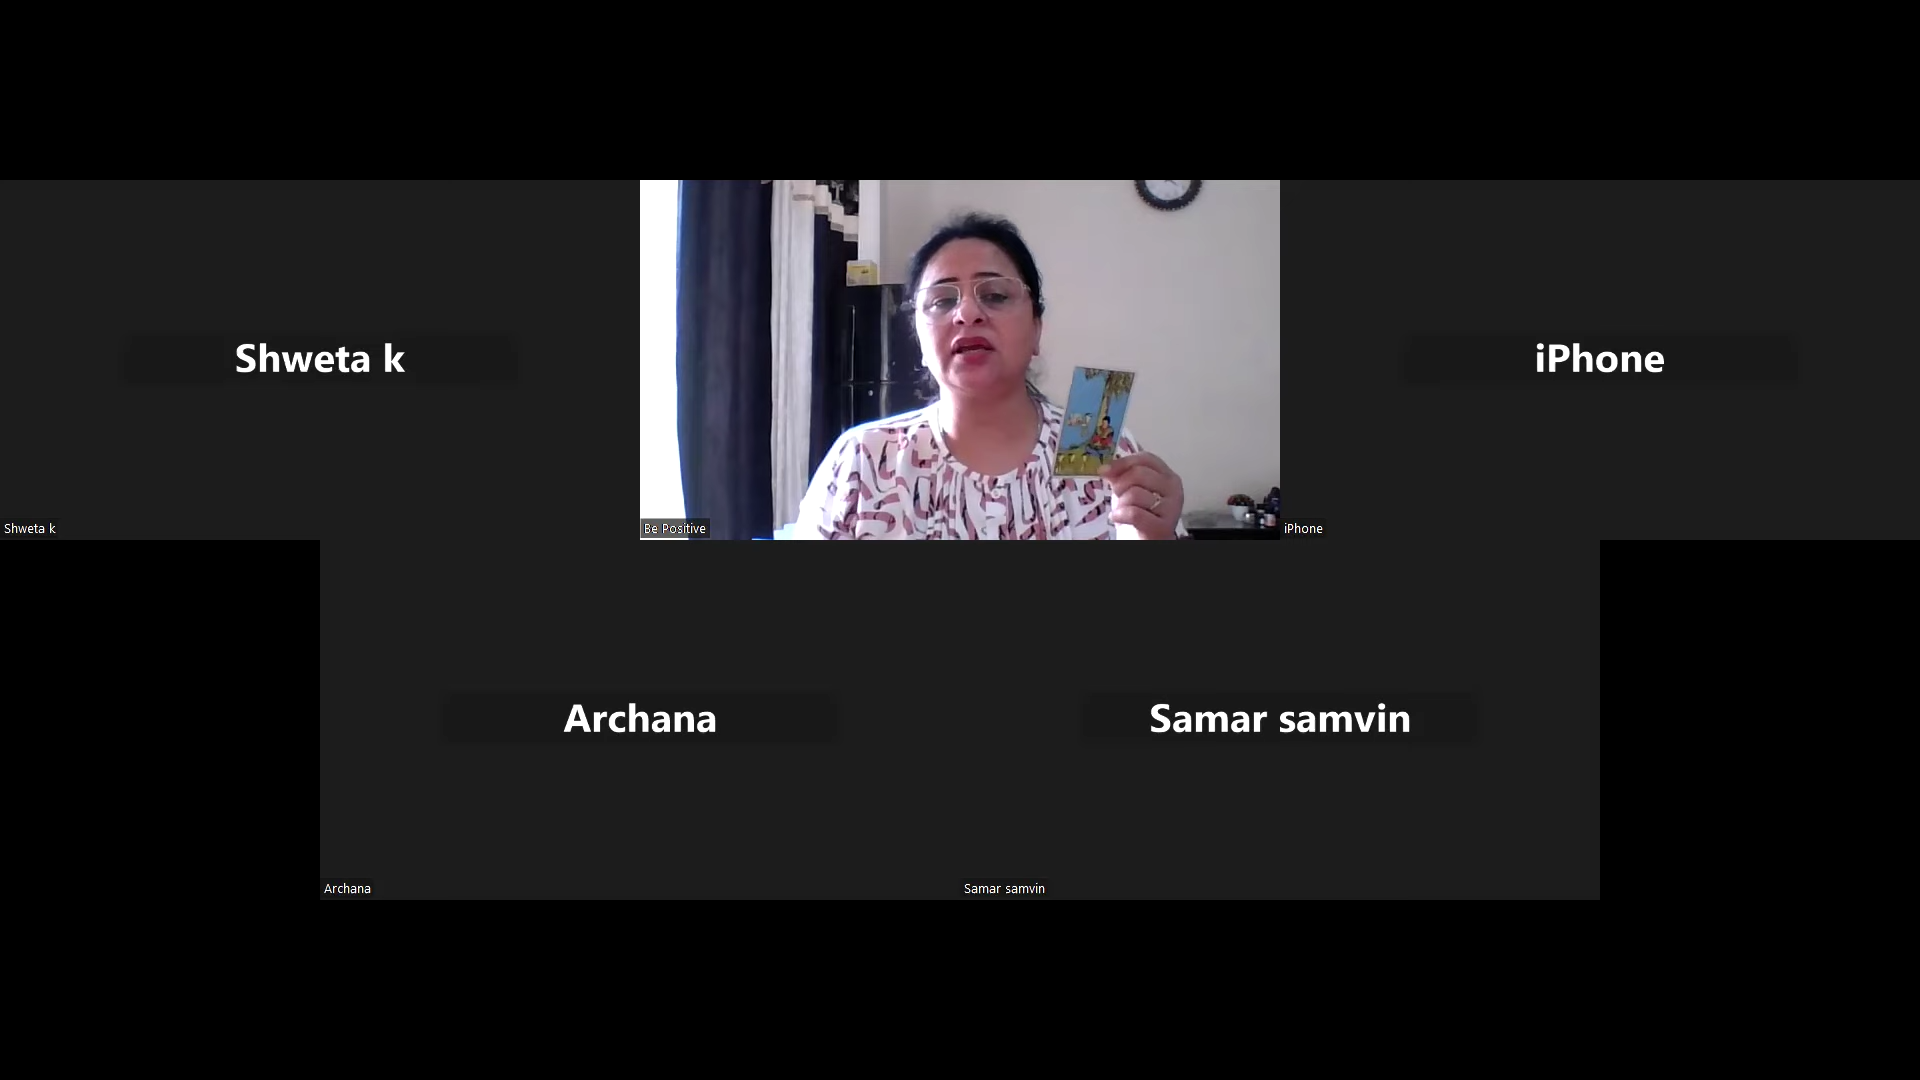 Shweta k
iPhone
Shweta k
Be Positive
iPhone
Archana
Samar samvin
Archana
Samar samvin